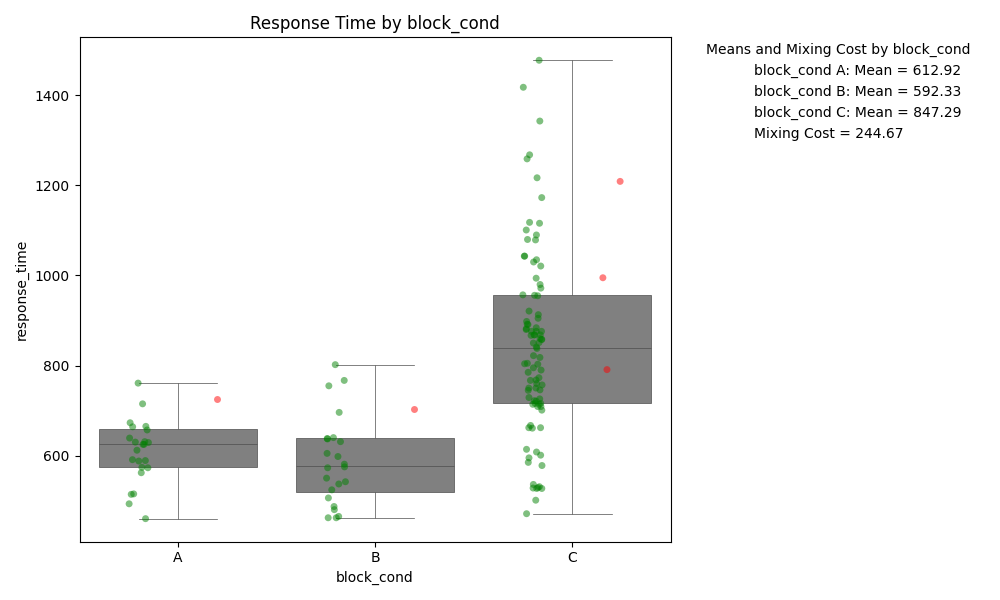 Response Time by block_cond
Means and Mixing Cost by block_cond
block_cond A: Mean = 612.92
block_cond B: Mean = 592.33
block_cond C: Mean = 847.29
Mixing Cost = 244.67
response_time
1400
1200
1000
800
600
A B C
block_cond